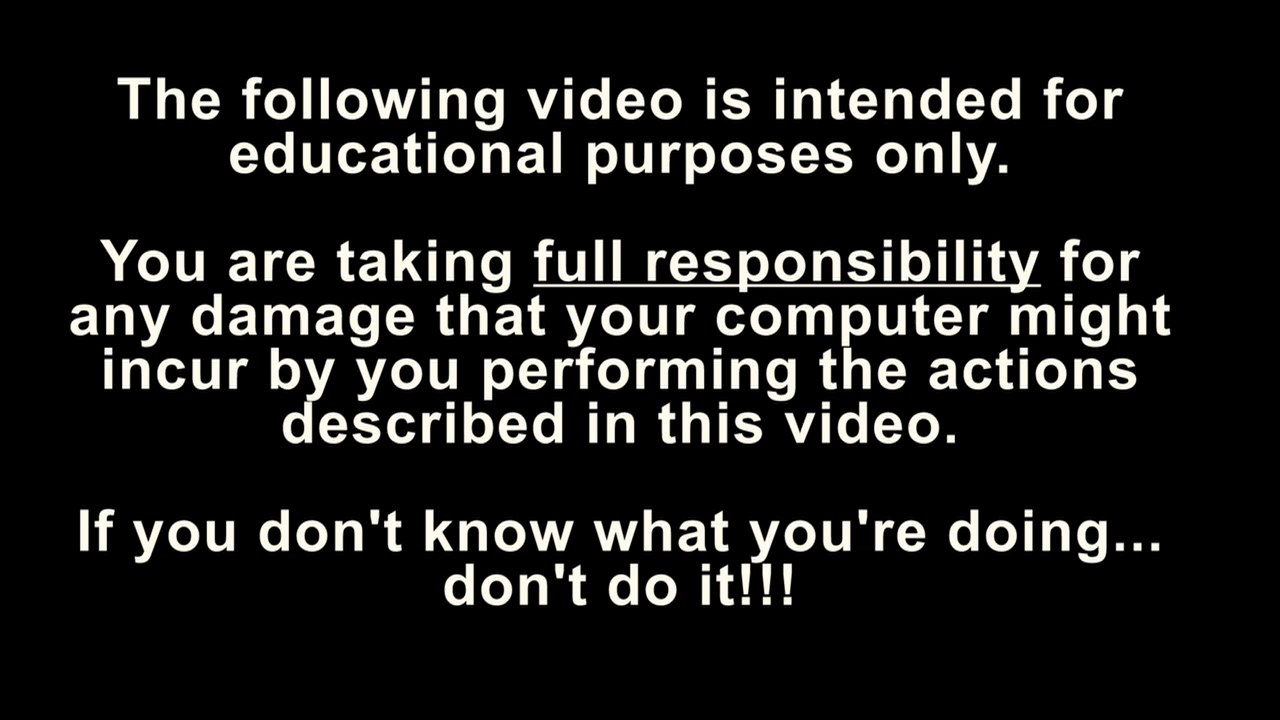 The following video is intended for
educational purposes only.
You are taking full responsibility for
any damage that your computer might
incur by you performing the actions
described in this video.
If you don't know what you're doing...
don't do it!!!